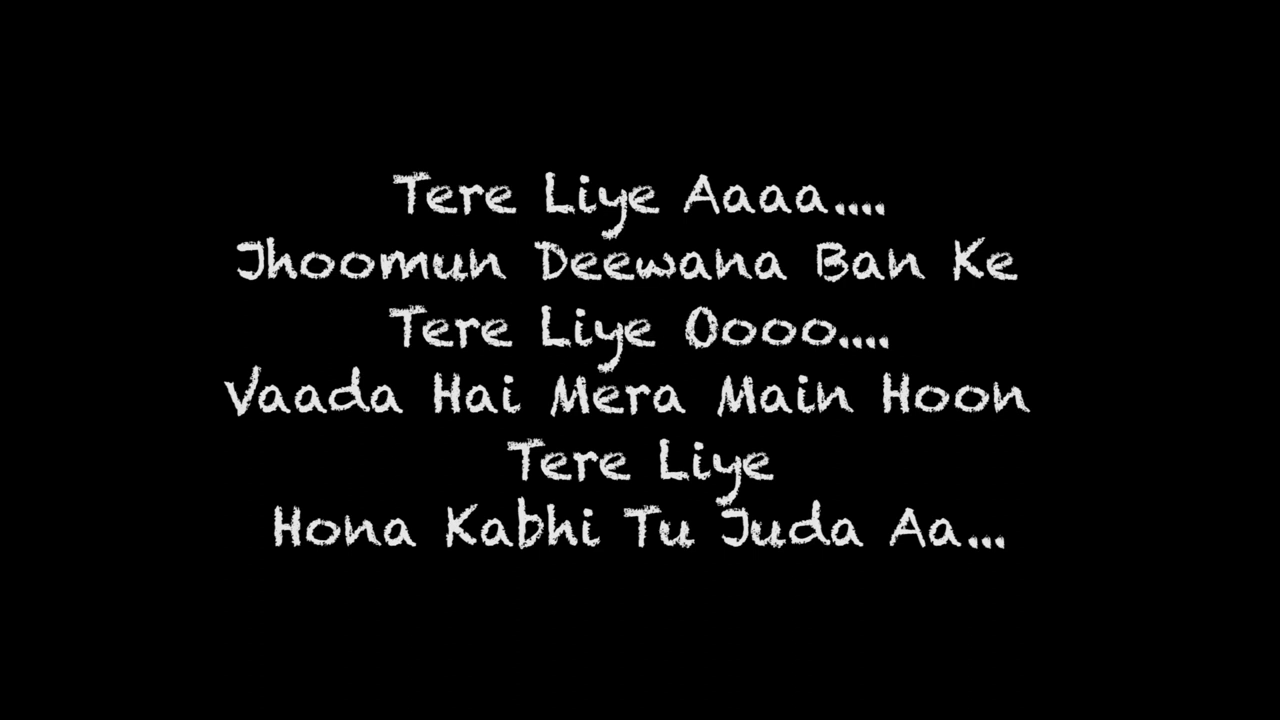 Tere Liye Aaaa....
Jhoomun Deewana Ban Ke
Tere Liye Oooo....
Vaada Hai Mera Main Hoon
Tere Liye
Hona Kabhi Tu Juda Aa...